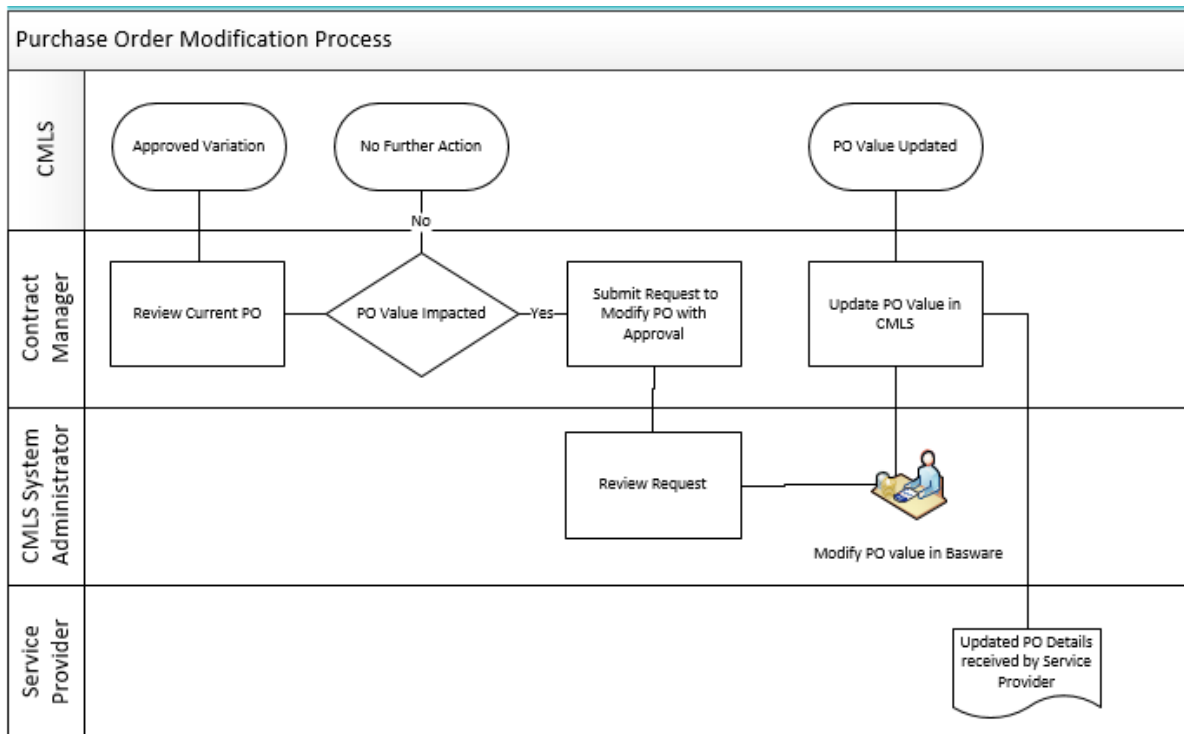 Purchase Order Modification Process
CMLS
Approved Variation
No Further Action
PO Value Updated
No
Contract
Manager
Review Current PO
PO Value Impacted
Yes
Submit Request to
Modify PO with
Approval
Update PO Value in
CMLS
CMLS System
Administrator
Review Request
Modify PO value in Basware
Service
Provider
Updated PO Details
received by Service
Provider